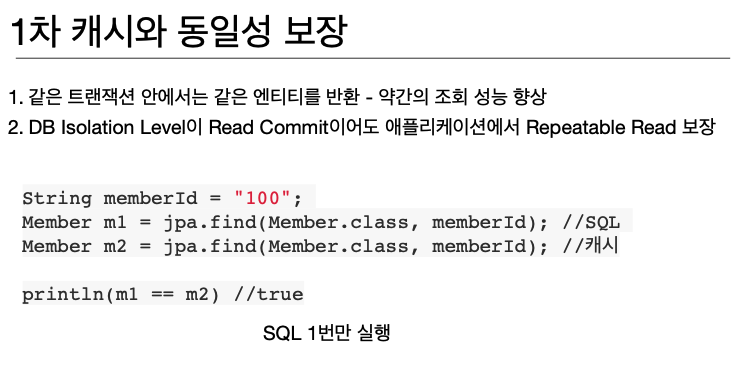 1차 캐시와 동일성 보장
1. 같은 트랜잭션 안에서는 같은 엔티티를 반환 - 약간의 조회 성능 향상
2. DB Isolation Level이 Read Commit이어도 애플리케이션에서 Repeatable Read 보장
String memberId = "100";
Member m1 = jpa.find(Member.class, memberId); //SQL
Member m2 = jpa.find(Member.class, memberId); //캐시
println(m1 == m2) //true
SQL 1번만 실행